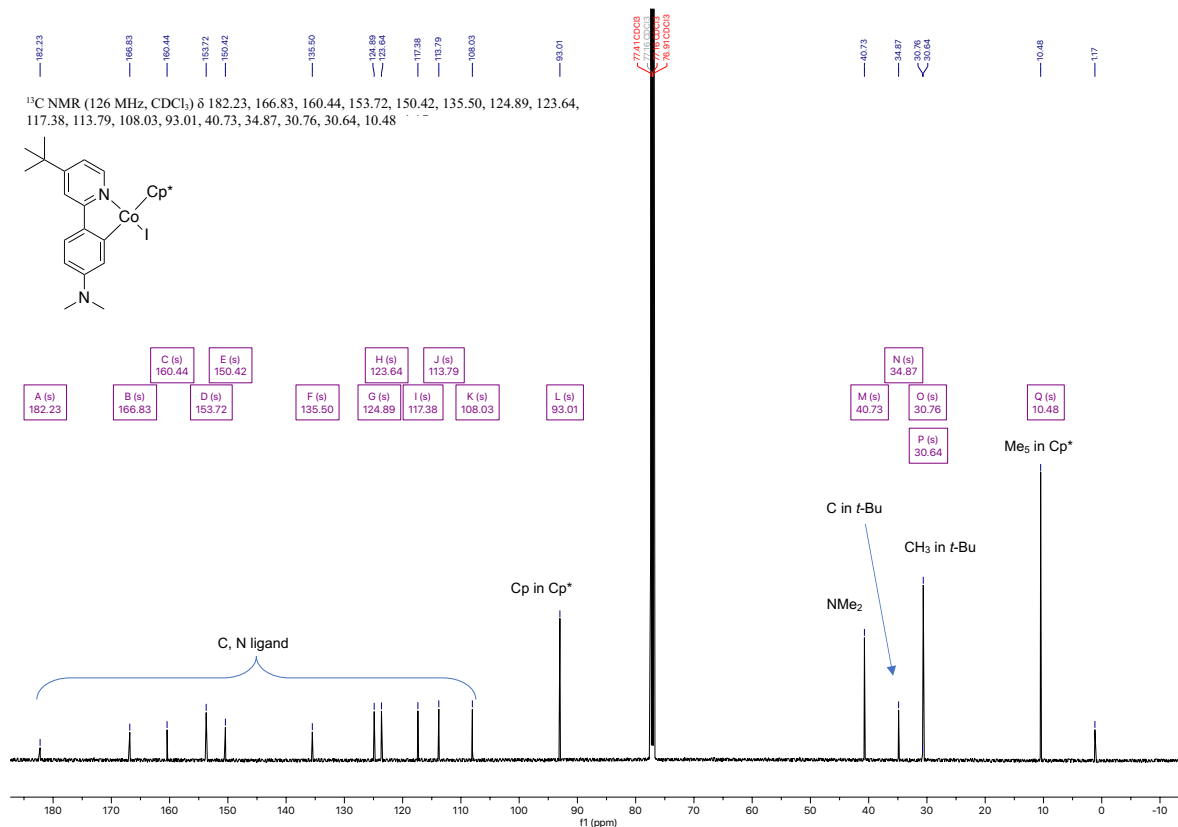 182.23
166.83
160.44
153.72
150.42
135.50
124.89
123.64
117.38
113.79
108.03
93.01
77.41 CDCl3
77.16 CDCl3
77.16 CDCl3
76.91 CDCl3
40.73
34.87
30.76
30.64
10.48
1.17
¹³C NMR (126 MHz, CDCl₃) δ 182.23, 166.83, 160.44, 153.72, 150.42, 135.50, 124.89, 123.64,
117.38, 113.79, 108.03, 93.01, 40.73, 34.87, 30.76, 30.64, 10.48
N
Cp*
Co
I
N
C (s)
160.44
E (s)
150.42
H (s)
123.64
J (s)
113.79
N (s)
34.87
A (s)
182.23
B (s)
166.83
D (s)
153.72
F (s)
135.50
G (s)
124.89
I (s)
117.38
K (s)
108.03
L (s)
93.01
M (s)
40.73
O (s)
30.76
Q (s)
10.48
P (s)
30.64
Me₅ in Cp*
C in t-Bu
CH₃ in t-Bu
Cp in Cp*
NMe₂
C, N ligand
180
170
160
150
140
130
120
110
100
90
80
70
60
50
40
30
20
10
0
-10
f1 (ppm)